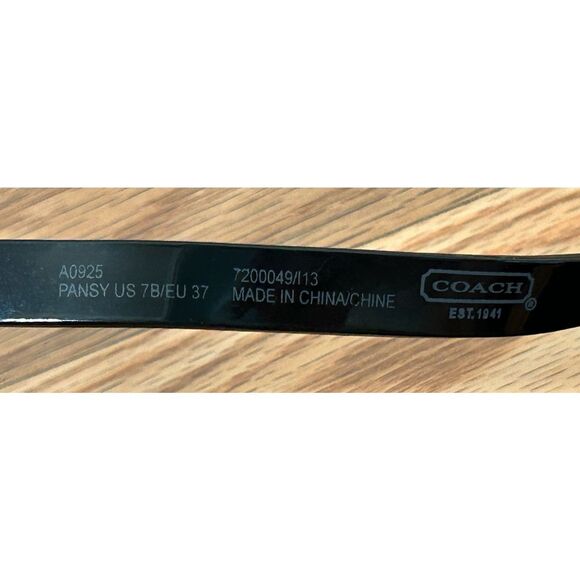 A0925
PANSY US 7B/EU 37
7200049/I13
MADE IN CHINA/CHINE
COACH
®
EST. 1941